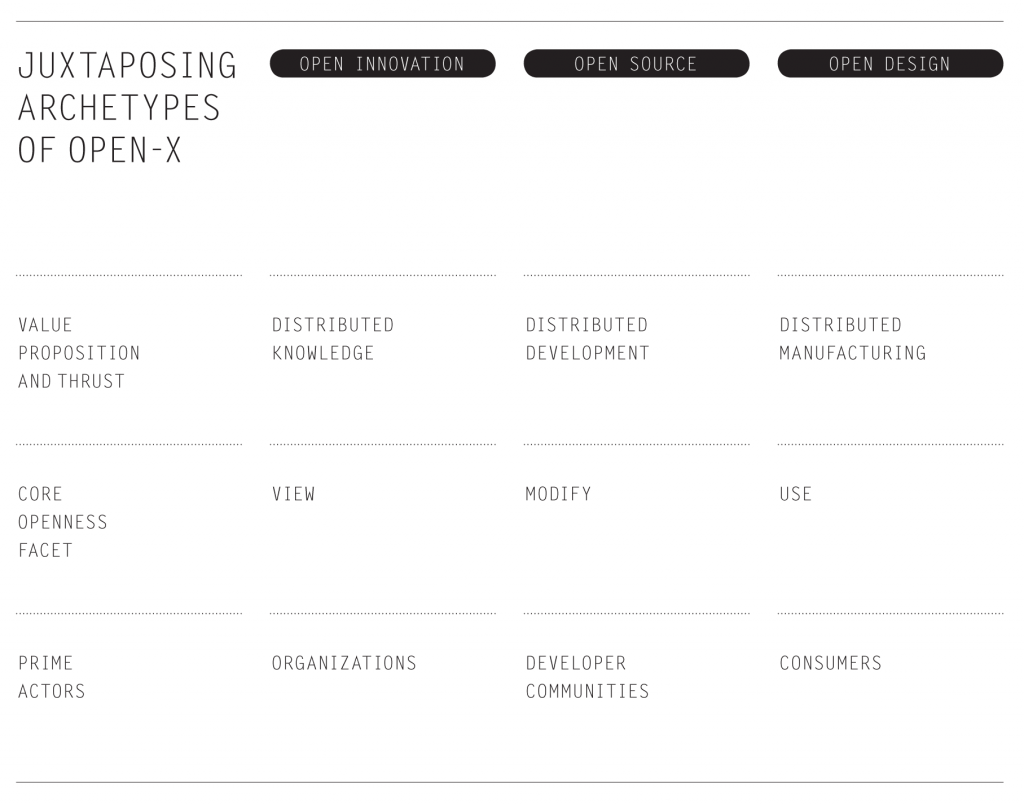 JUXTAPOSING
ARCHETYPES
OF OPEN-X
OPEN INNOVATION
OPEN SOURCE
OPEN DESIGN
VALUE
PROPOSITION
AND THRUST
DISTRIBUTED
KNOWLEDGE
DISTRIBUTED
DEVELOPMENT
DISTRIBUTED
MANUFACTURING
CORE
OPENNESS
FACET
VIEW
MODIFY
USE
PRIME
ACTORS
ORGANIZATIONS
DEVELOPER
COMMUNITIES
CONSUMERS